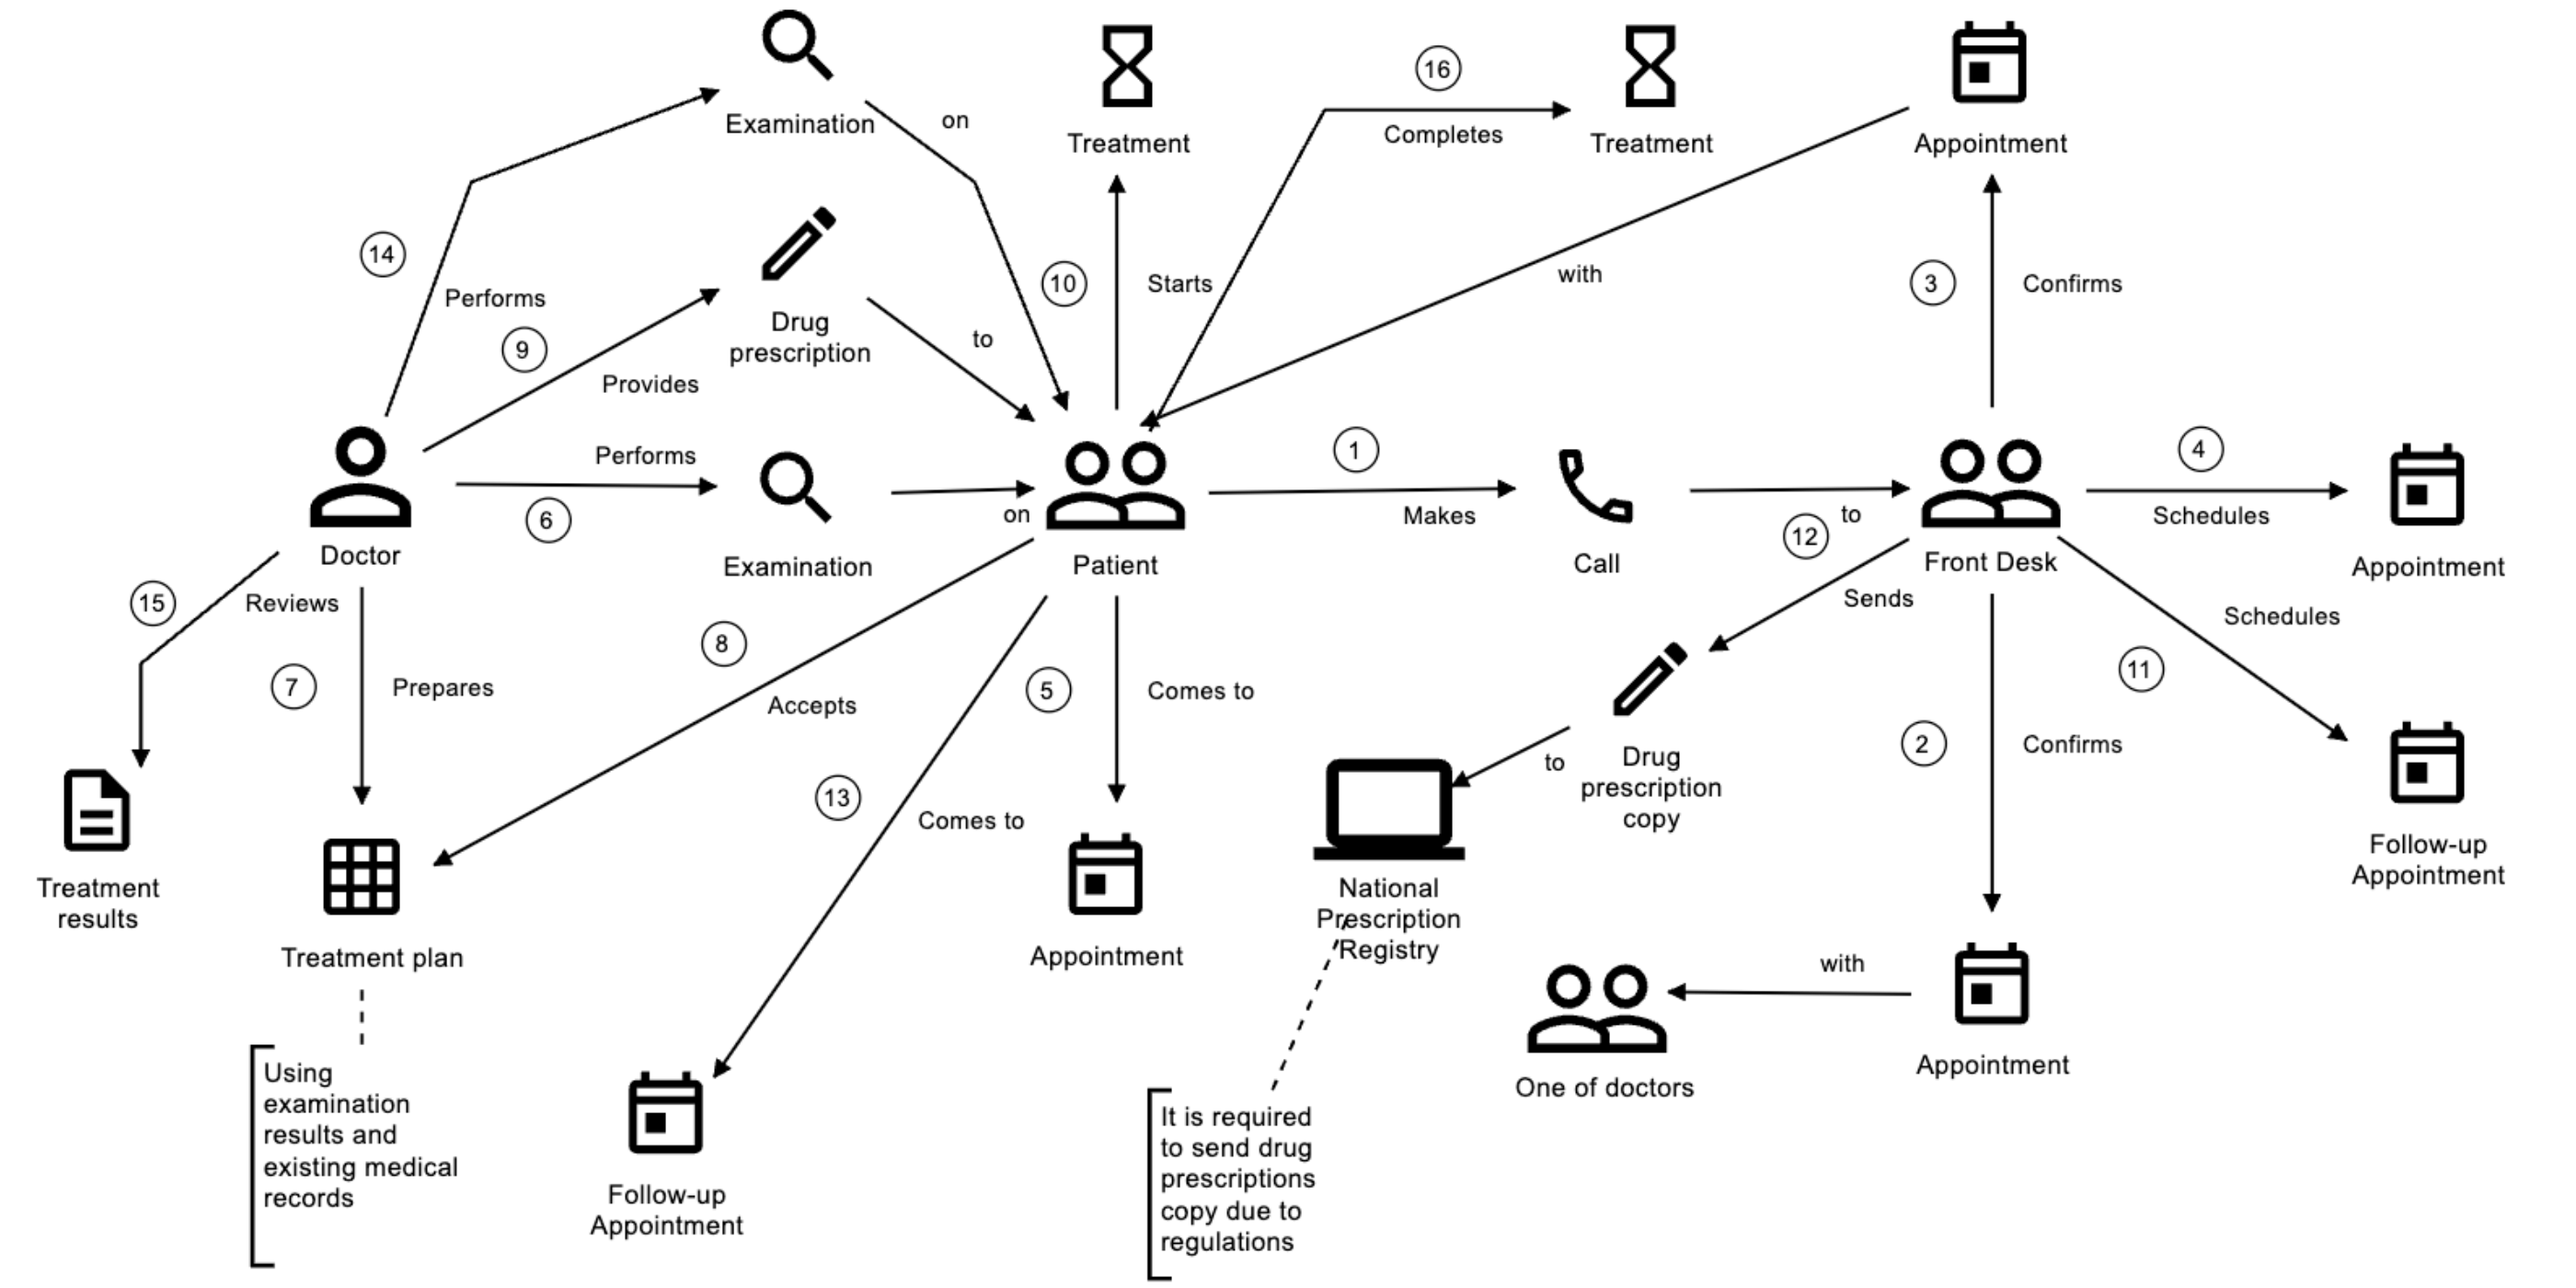 16
on
Completes
Examination
Treatment
Treatment
Appointment
14
Performs
10
Starts
with
3
Confirms
9
Drug
prescription
to
Provides
Performs
6
on
1
Makes
to
12
4
Schedules
Doctor
Examination
Patient
Call
Front Desk
Appointment
15
Reviews
8
Sends
Schedules
7
Prepares
Accepts
5
Comes to
11
2
Confirms
13
Comes to
to
Drug
prescription
copy
Follow-up
Appointment
Treatment
results
National
Prescription
Registry
Treatment plan
Appointment
with
One of doctors
Appointment
Using
examination
results and
existing medical
records
Follow-up
Appointment
It is required
to send drug
prescriptions
copy due to
regulations